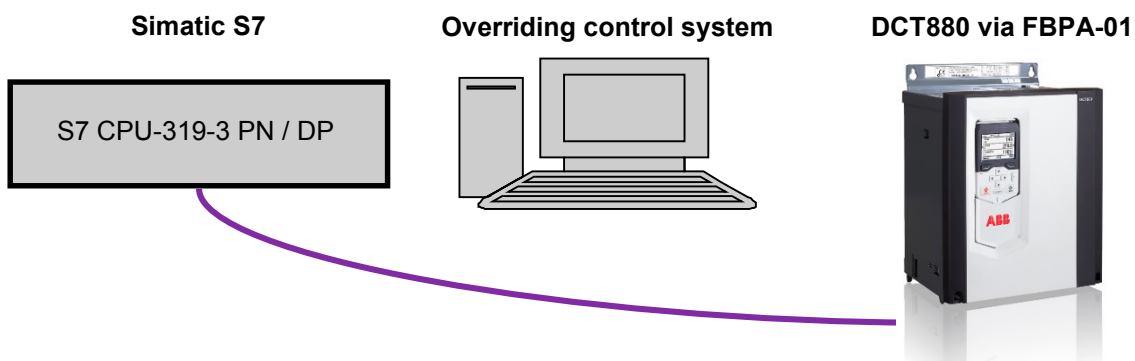 Simatic S7
Overriding control system
DCT880 via FBPA-01
S7 CPU-319-3 PN / DP
ABB